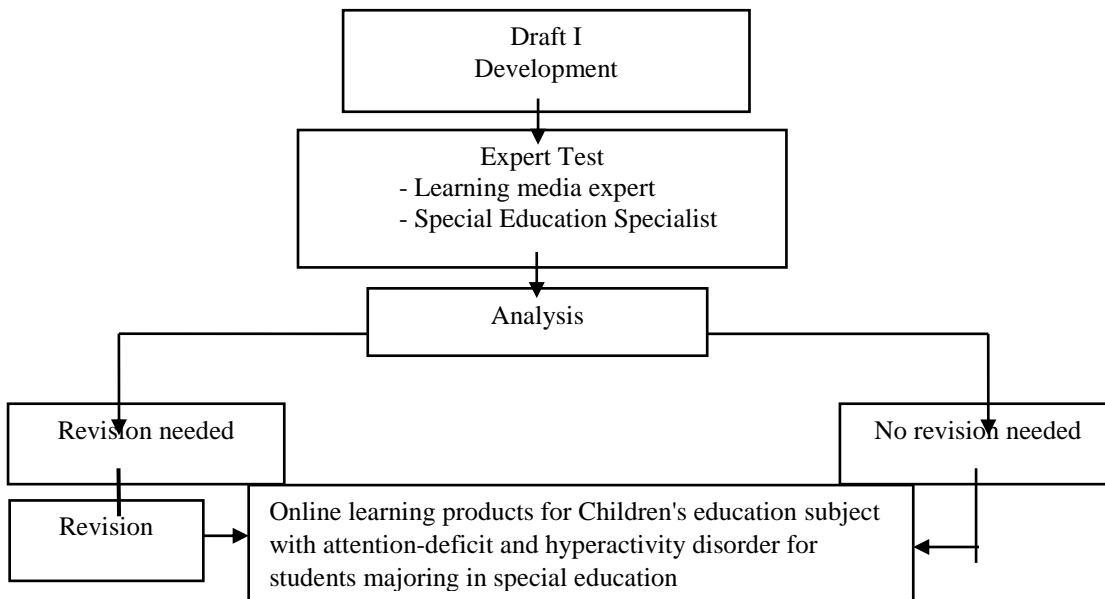 Draft I
Development
Expert Test
- Learning media expert
- Special Education Specialist
Analysis
Revision needed
No revision needed
Revision
Online learning products for Children's education subject
with attention-deficit and hyperactivity disorder for
students majoring in special education